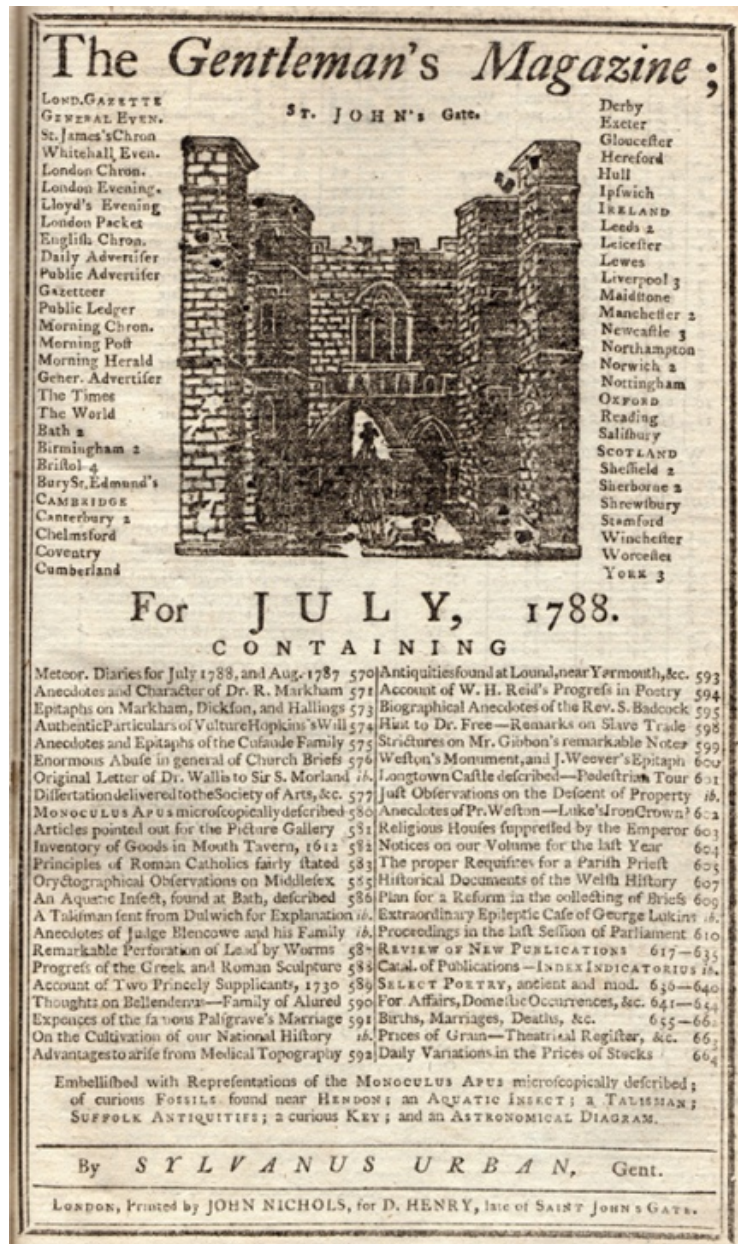 The Gentleman's Magazine;
St. JOHN's Gate.
LOND.GAZETTE
GENERAL EVEN.
St. James'sChron
Whitehall Even.
London Chron.
London Evening.
Lloyd's Evening
London Packet
Engliſh Chron.
Daily Advertiſer
Public Advertiſer
Gazetteer
Public Ledger
Morning Chron.
Morning Poſt
Morning Herald
Gener. Advertiſer
The Times
The World
Bath 2
Birmingham 2
Briſtol 4
BurySt.Edmund's
CAMBRIDGE
Canterbury 2
Chelmsford
Coventry
Cumberland
Derby
Exeter
Glouceſter
Hereford
Hull
Ipſwich
IRELAND
Leeds 2
Leiceſter
Lewes
Liverpool 3
Maidſtone
Mancheſter 2
Newcaſtle 3
Northampton
Norwich 2
Nottingham
OXFORD
Reading
Saliſbury
SCOTLAND
Sheffield 2
Sherborne 2
Shrewſbury
Stamford
Wincheſter
Worceſter
YORK 3
For JULY, 1788.
CONTAINING
Meteor. Diaries for July 1788, and Aug. 1787 570
Anecdotes and Character of Dr. R. Markham 571
Epitaphs on Markham, Dickſon, and Hallings 573
AuthenticParticulars of VultureHopkins'sWill 574
Anecdotes and Epitaphs of the Cufaude Family 575
Enormous Abuſe in general of Church Briefs 576
Original Letter of Dr. Wallis to Sir S. Morland ib.
Diſſertation delivered totheSociety of Arts, &c. 577
MONOCULUS APUS microſcopically deſcribed 580
Articles pointed out for the Picture Gallery 581
Inventory of Goods in Mouth Tavern, 1612 582
Principles of Roman Catholics fairly ſtated 583
Oryctographical Obſervations on Middleſex 585
An Aquatic Inſect, found at Bath, deſcribed 586
A Taliſman ſent from Dulwich for Explanation ib.
Anecdotes of Judge Blencowe and his Family ib.
Remarkable Perforation of Lead by Worms 587
Progreſs of the Greek and Roman Sculpture 588
Account of Two Princely Supplicants, 1730 589
Thoughts on Bellendenus—Family of Alured 590
Expences of the famous Palſgrave's Marriage 591
On the Cultivation of our National Hiſtory ib.
Advantages to ariſe from Medical Topography 592
Antiquities found at Lound, near Yarmouth, &c. 593
Account of W. H. Reid's Progreſs in Poetry 594
Biographical Anecdotes of the Rev. S. Badcock 595
Hint to Dr. Free—Remarks on Slave Trade 598
Strictures on Mr. Gibbon's remarkable Note 599
Weſton's Monument, and J. Weever's Epitaph 600
Longtown Caſtle deſcribed—Pedeſtrian Tour 601
Juſt Obſervations on the Deſcent of Property ib.
Anecdotes of Pr. Weſton—Luke'sIronCrown? 602
Religious Houſes ſuppreſſed by the Emperor 603
Notices on our Volume for the laſt Year 604
The proper Requiſites for a Pariſh Prieſt 605
Hiſtorical Documents of the Welſh Hiſtory 607
Plan for a Reform in the collecting of Briefs 609
Extraordinary Epileptic Caſe of George Lukins ib.
Proceedings in the laſt Seſſion of Parliament 610
REVIEW OF NEW PUBLICATIONS 617—635
Catal. of Publications—INDEX INDICATORIUS ib.
SELECT POETRY, ancient and mod. 636—640
For Affairs, DomeſticOccurrences, &c. 641—654
Births, Marriages, Deaths, &c. 655—662
Prices of Grain—Theatrical Regiſter, &c. 663
Daily Variations in the Prices of Stocks 664
Embelliſhed with Repreſentations of the MONOCULUS APUS microſcopically deſcribed;
of curious FOSSILS found near HENDON; an AQUATIC INSECT; a TALISMAN;
SUFFOLK ANTIQUITIES; a curious KEY; and an ASTRONOMICAL DIAGRAM.
By SYLVANUS URBAN, Gent.
LONDON, Printed by JOHN NICHOLS, for D. HENRY, late of SAINT JOHN'S GATE.